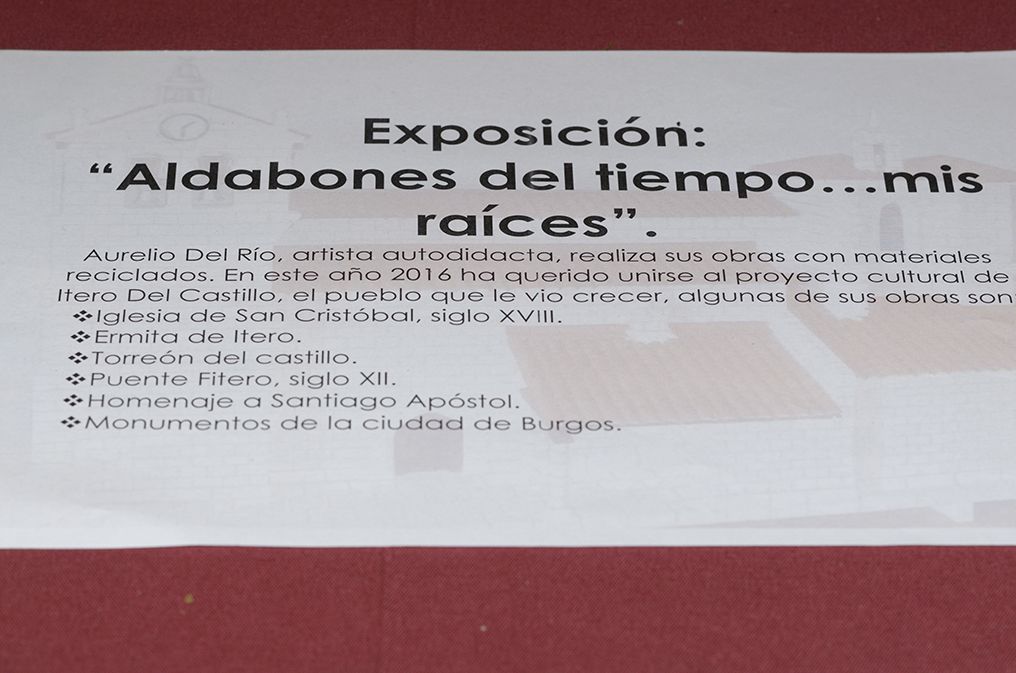 Exposición:
“Aldabones del tiempo...mis
raíces”.
Aurelio Del Río, artista autodidacta, realiza sus obras con materiales
reciclados. En este año 2016 ha querido unirse al proyecto cultural de
Itero Del Castillo, el pueblo que le vio crecer, algunas de sus obras son:
❖Iglesia de San Cristóbal, siglo XVIII.
❖Ermita de Itero.
❖Torreón del castillo.
❖Puente Fitero, siglo XII.
❖Homenaje a Santiago Apóstol.
❖Monumentos de la ciudad de Burgos.